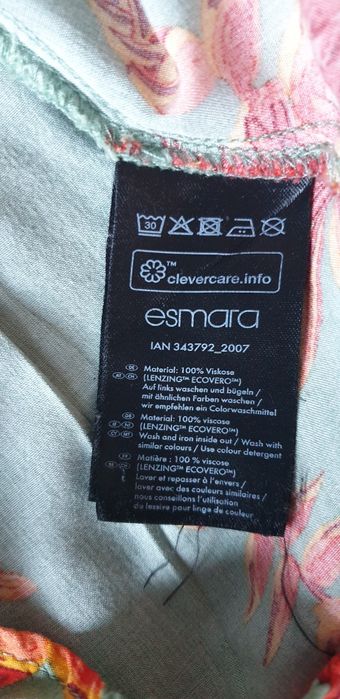 30
™
clevercare.info
esmara
IAN 343792_2007
DE Material: 100% Viskose
(LENZING™ ECOVERO™)
Auf links waschen und bügeln /
mit ähnlichen Farben waschen /
wir empfehlen ein Colorwaschmittel
Material: 100% viscose
(LENZING™ ECOVERO™)
Wash and iron inside out / Wash with
similar colours / Use colour detergent
Matière : 100 % viscose
(LENZING™ ECOVERO™)
Laver et repasser à l'envers /
laver avec des couleurs similaires /
nous conseillons l'utilisation
du lessive pour linge de couleur